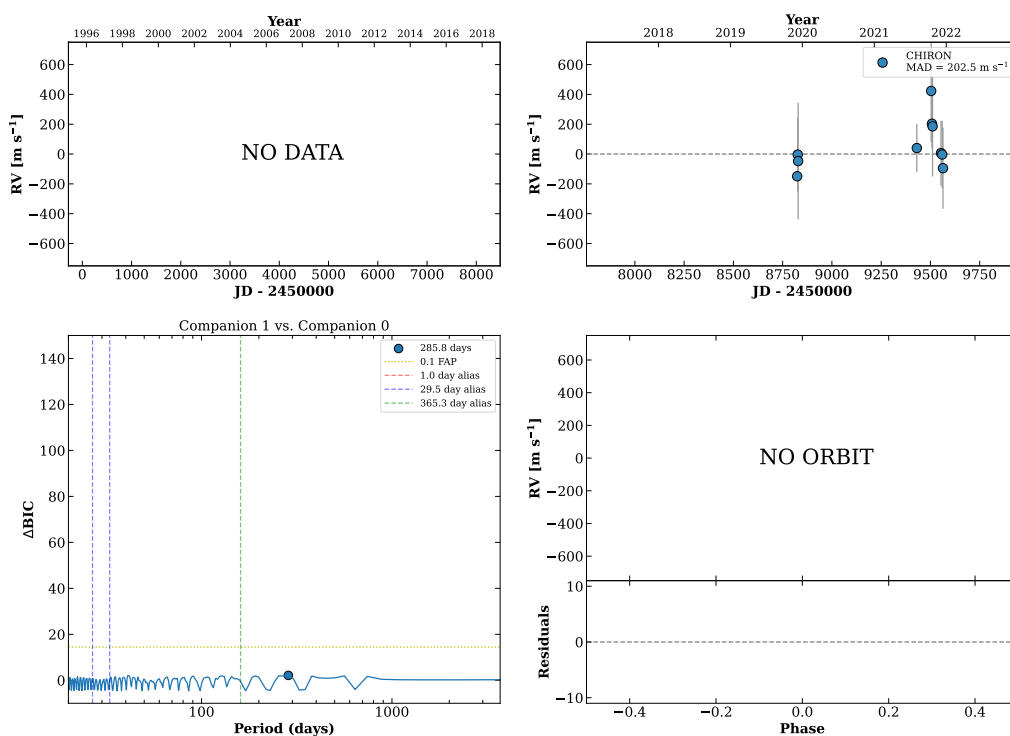 Year
1996 1998 2000 2002 2004 2006 2008 2010 2012 2014 2016 2018
600
400
200
0
−200
−400
−600
RV [m s⁻¹]
NO DATA
0 1000 2000 3000 4000 5000 6000 7000 8000
JD - 2450000
Year
2018 2019 2020 2021 2022
600
400
200
0
−200
−400
−600
RV [m s⁻¹]
CHIRON
MAD = 202.5 m s⁻¹
8000 8250 8500 8750 9000 9250 9500 9750
JD - 2450000
Companion 1 vs. Companion 0
140
120
100
80
60
40
20
0
ΔBIC
285.8 days
0.1 FAP
1.0 day alias
29.5 day alias
365.3 day alias
100 1000
Period (days)
600
400
200
0
−200
−400
−600
RV [m s⁻¹]
NO ORBIT
10
0
−10
Residuals
−0.4 −0.2 0.0 0.2 0.4
Phase